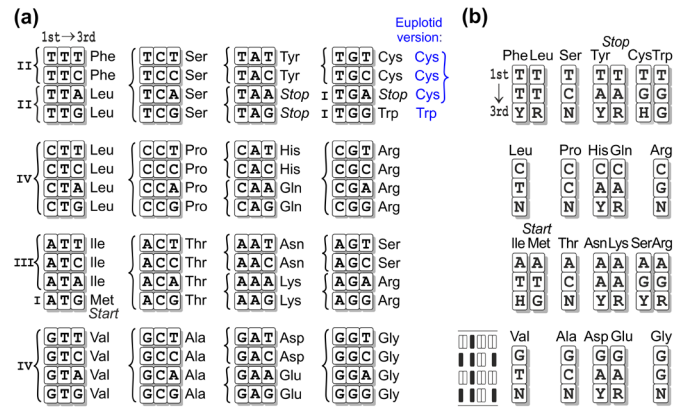 (a)
1st→3rd
Euplotid
version:
II TTT Phe TCT Ser TAT Tyr TGT Cys Cys
TTC Phe TCC Ser TAC Tyr TGC Cys Cys
II TTA Leu TCA Ser TAA Stop I TGA Stop Cys
TTG Leu TCG Ser TAG Stop I TGG Trp Trp
IV CTT Leu CCT Pro CAT His CGT Arg
CTC Leu CCC Pro CAC His CGC Arg
CTA Leu CCA Pro CAA Gln CGA Arg
CTG Leu CCG Pro CAG Gln CGG Arg
III ATT Ile ACT Thr AAT Asn AGT Ser
ATC Ile ACC Thr AAC Asn AGC Ser
ATA Ile ACA Thr AAA Lys AGA Arg
I ATG Met ACG Thr AAG Lys AGG Arg
Start
IV GTT Val GCT Ala GAT Asp GGT Gly
GTC Val GCC Ala GAC Asp GGC Gly
GTA Val GCA Ala GAA Glu GGA Gly
GTG Val GCG Ala GAG Glu GGG Gly
(b)
Stop
Phe Leu Ser Tyr Cys Trp
1st T T T T T T T
↓ T T C A A G G
3rd Y R N Y R H G
Leu Pro His Gln Arg
C C C C C
T C A A G
N N Y R N
Start
Ile Met Thr Asn Lys Ser Arg
A A A A A A A
T T C A A G G
H G N Y R Y R
Val Ala Asp Glu Gly
G G G G G
T C A A G
N N Y R N